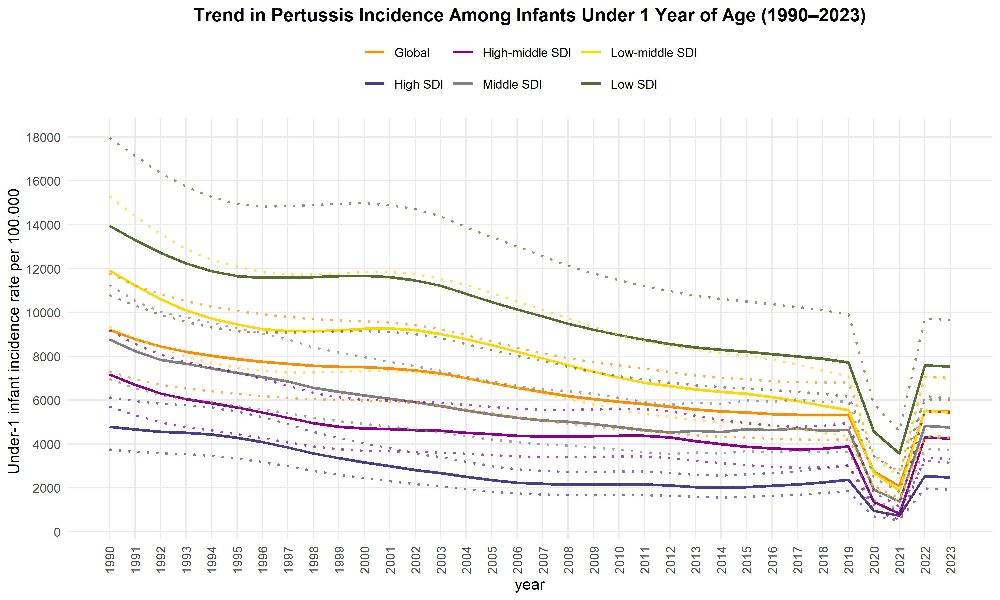 Trend in Pertussis Incidence Among Infants Under 1 Year of Age (1990–2023)
Global High-middle SDI Low-middle SDI
High SDI Middle SDI Low SDI
Under-1 infant incidence rate per 100.000
18000
16000
14000
12000
10000
8000
6000
4000
2000
0
1990 1991 1992 1993 1994 1995 1996 1997 1998 1999 2000 2001 2002 2003 2004 2005 2006 2007 2008 2009 2010 2011 2012 2013 2014 2015 2016 2017 2018 2019 2020 2021 2022 2023
year